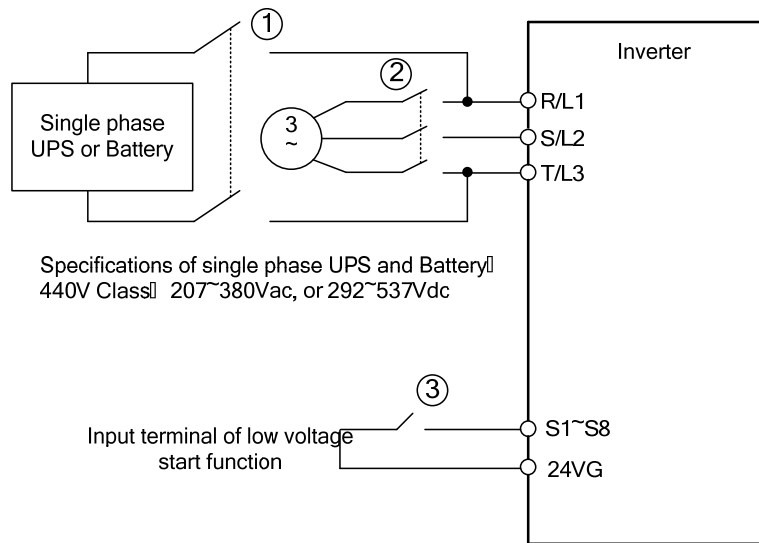 ①
Inverter
②
R/L1
Single phase
UPS or Battery
3
~
S/L2
T/L3
Specifications of single phase UPS and Battery▯
440V Class▯ 207~380Vac, or 292~537Vdc
③
Input terminal of low voltage
start function
S1~S8
24VG